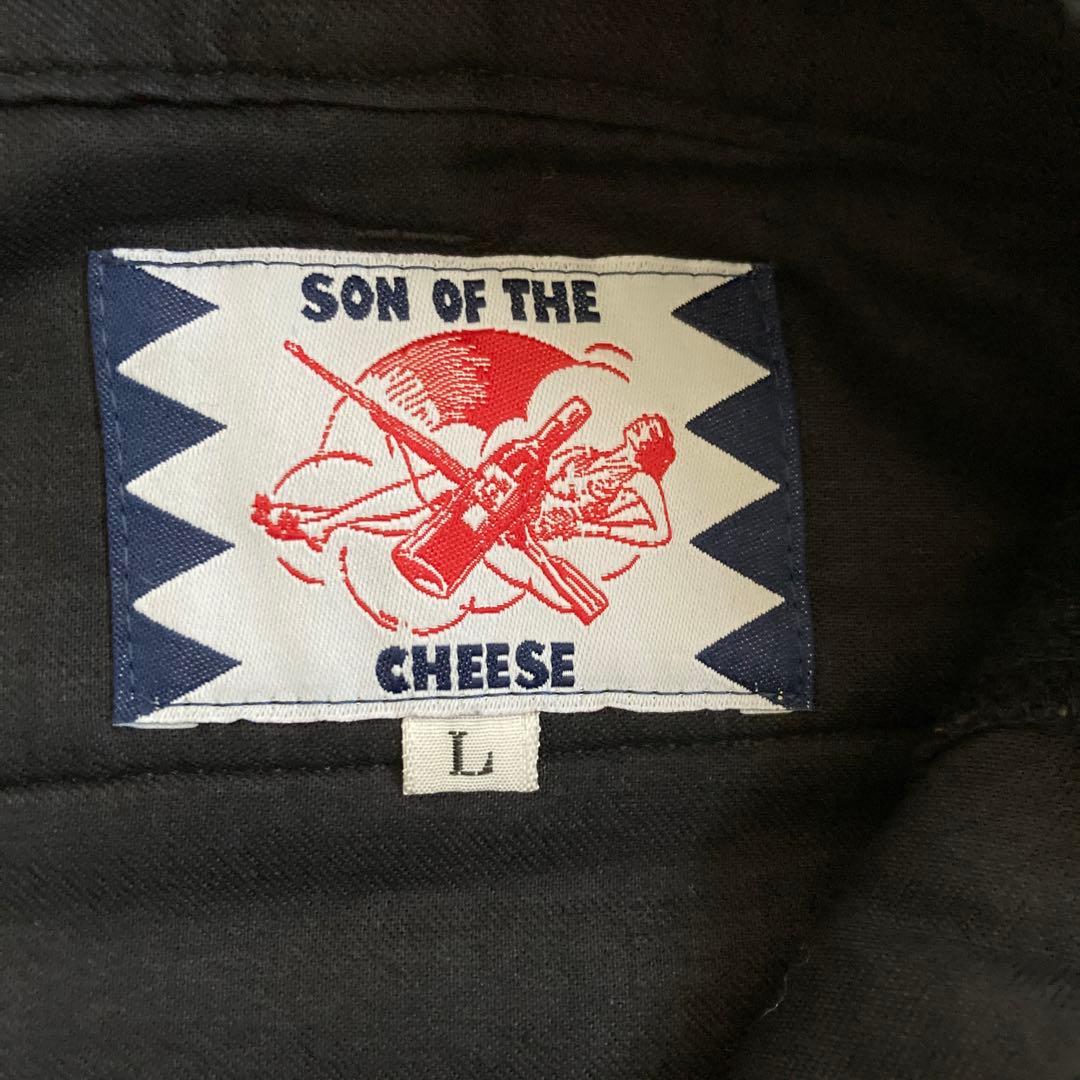 SON OF THE
CHEESE
L